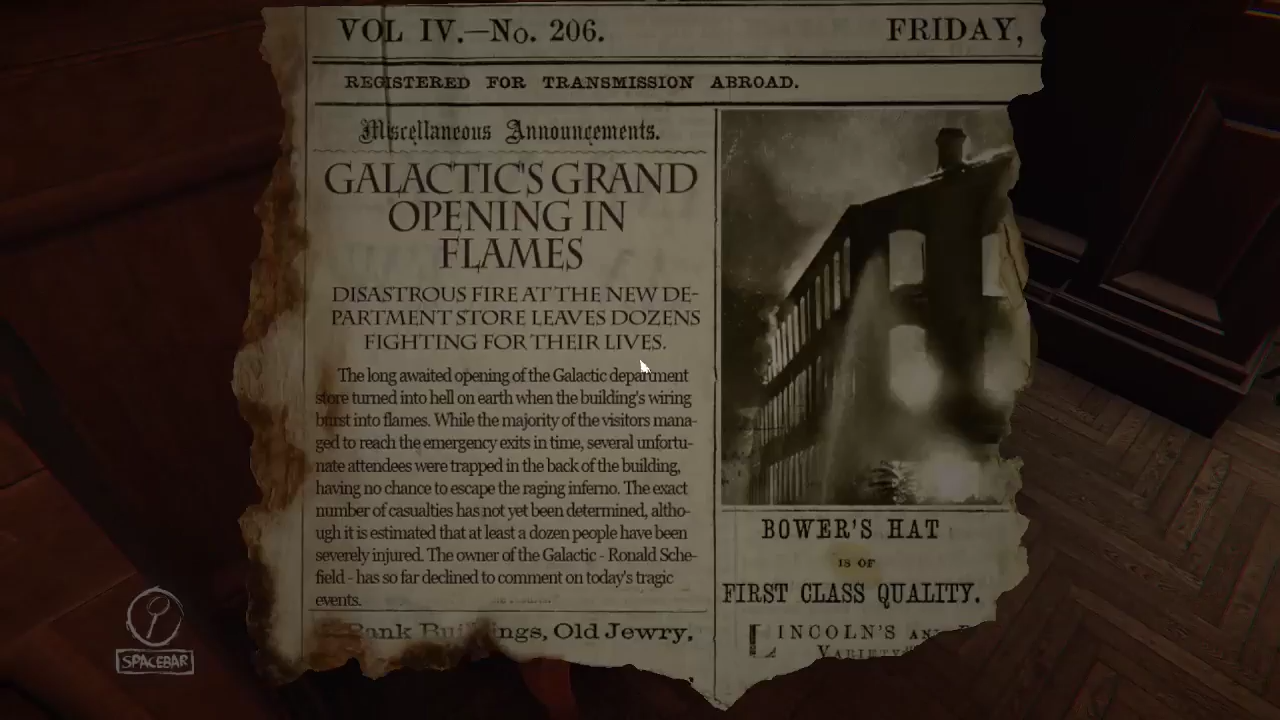 VOL IV.—No. 206.
FRIDAY,
REGISTERED FOR TRANSMISSION ABROAD.
Miscellaneous Announcements.
GALACTIC'S GRAND
OPENING IN
FLAMES
DISASTROUS FIRE AT THE NEW DE-
PARTMENT STORE LEAVES DOZENS
FIGHTING FOR THEIR LIVES.
The long awaited opening of the Galactic department
store turned into hell on earth when the building's wiring
burst into flames. While the majority of the visitors mana-
ged to reach the emergency exits in time, several unfortu-
nate attendees were trapped in the back of the building,
having no chance to escape the raging inferno. The exact
number of casualties has not yet been determined, altho-
ugh it is estimated that at least a dozen people have been
severely injured. The owner of the Galactic - Ronald Sche-
field - has so far declined to comment on today's tragic
events.
Bank Buildings, Old Jewry,
BOWER'S HAT
IS OF
FIRST CLASS QUALITY.
LINCOLN'S
SPACEBAR